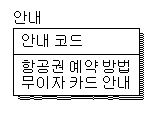 안내
안내 코드
항공권 예약 방법
무이자 카드 안내